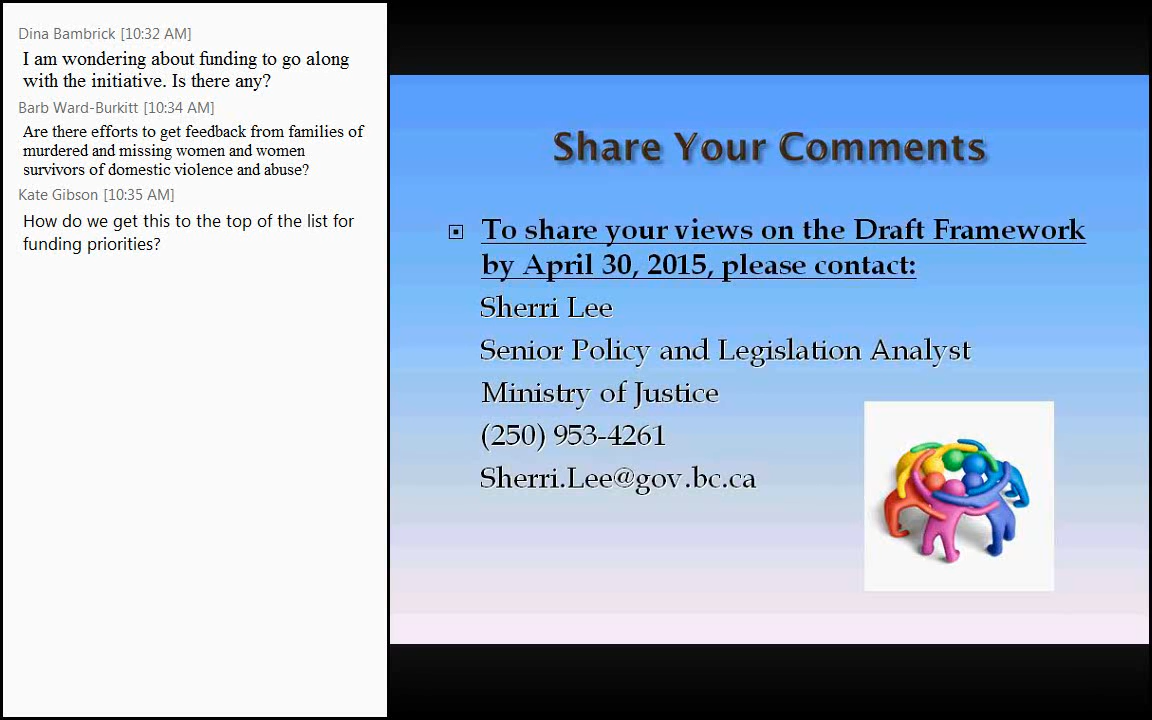 Dina Bambrick [10:32 AM]
I am wondering about funding to go along
with the initiative. Is there any?
Barb Ward-Burkitt [10:34 AM]
Are there efforts to get feedback from families of
murdered and missing women and women
survivors of domestic violence and abuse?
Kate Gibson [10:35 AM]
How do we get this to the top of the list for
funding priorities?
Share Your Comments
To share your views on the Draft Framework
by April 30, 2015, please contact:
Sherri Lee
Senior Policy and Legislation Analyst
Ministry of Justice
(250) 953-4261
Sherri.Lee@gov.bc.ca